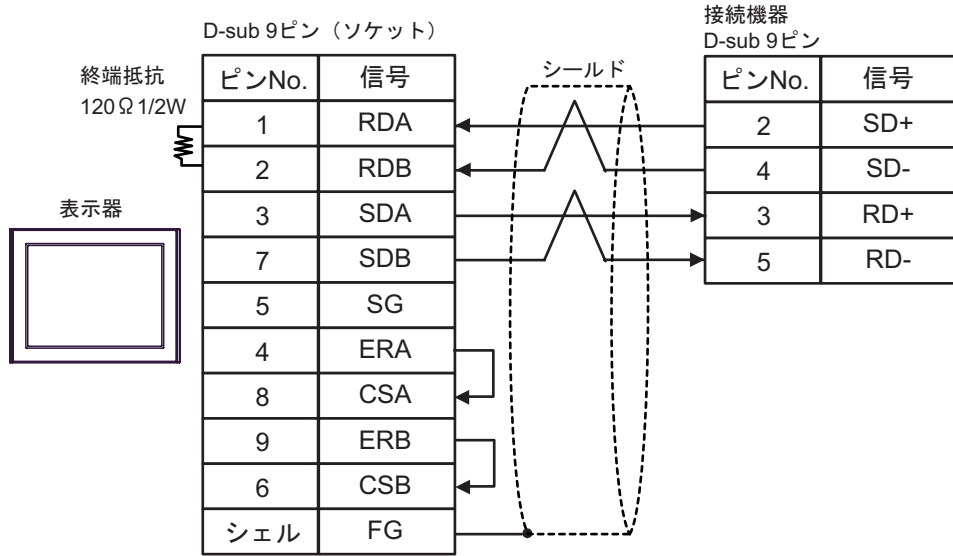 D-sub 9ピン（ソケット）
接続機器
D-sub 9ピン
終端抵抗
120Ω 1/2W
表示器
シールド
ピンNo. 信号
1 RDA
2 RDB
3 SDA
7 SDB
5 SG
4 ERA
8 CSA
9 ERB
6 CSB
シェル FG
ピンNo. 信号
2 SD+
4 SD-
3 RD+
5 RD-